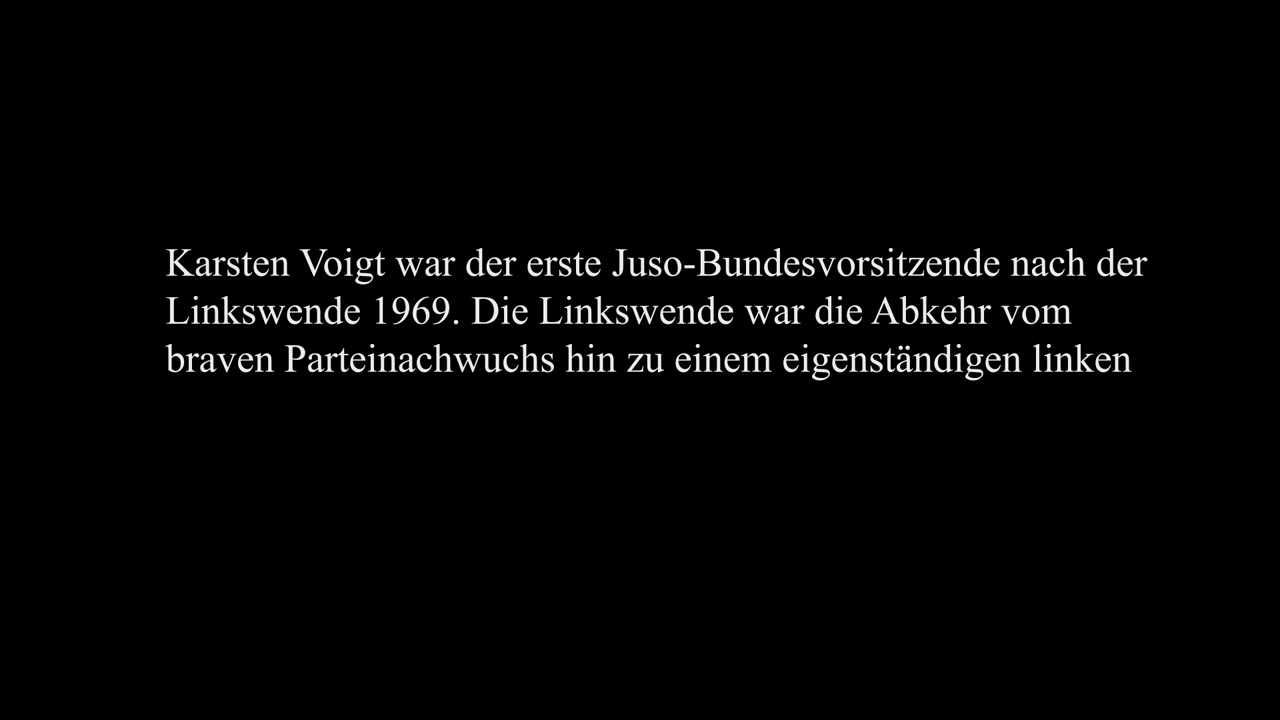 Karsten Voigt war der erste Juso-Bundesvorsitzende nach der
Linkswende 1969. Die Linkswende war die Abkehr vom
braven Parteinachwuchs hin zu einem eigenständigen linken